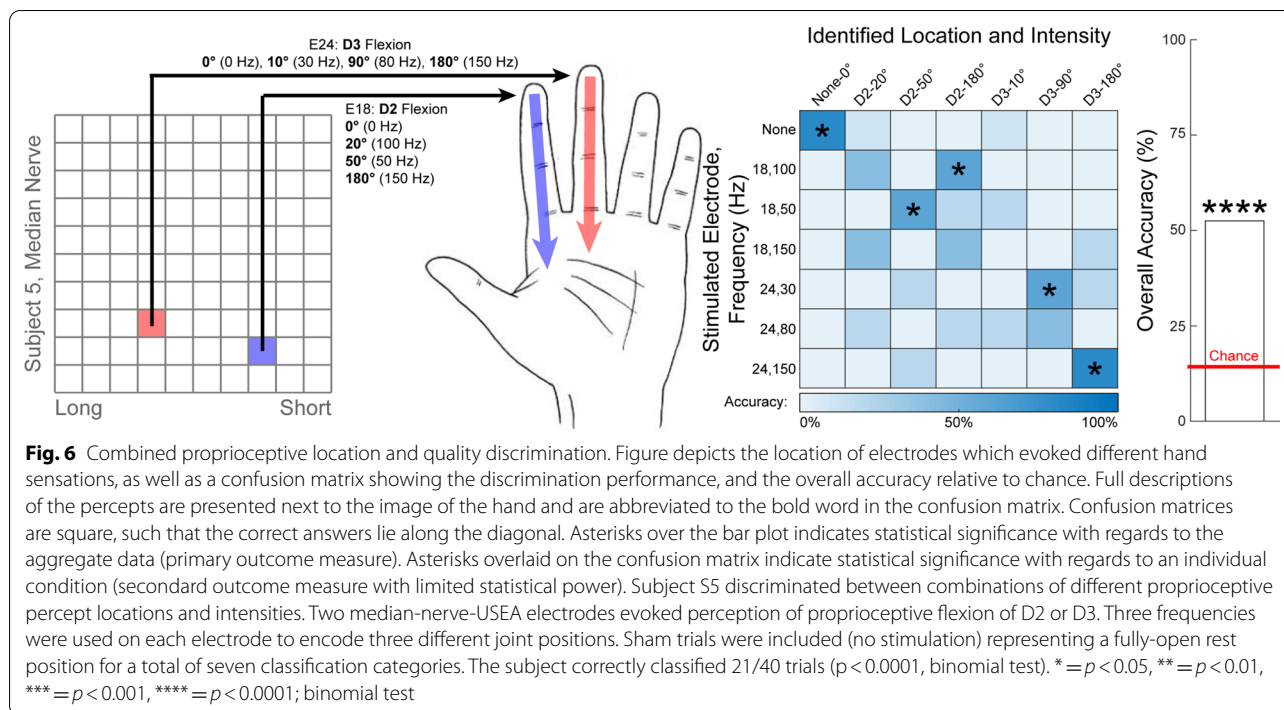 E24: D3 Flexion
0° (0 Hz), 10° (30 Hz), 90° (80 Hz), 180° (150 Hz)
E18: D2 Flexion
0° (0 Hz)
20° (100 Hz)
50° (50 Hz)
180° (150 Hz)
Subject 5, Median Nerve
Long
Short
Identified Location and Intensity
None-0°
D2-20°
D2-50°
D2-180°
D3-10°
D3-90°
D3-180°
Stimulated Electrode,
Frequency (Hz)
None
18,100
18,50
18,150
24,30
24,80
24,150
*
*
*
*
*
Accuracy:
0%
50%
100%
Overall Accuracy (%)
100
75
50
25
0
****
Chance
Fig. 6 Combined proprioceptive location and quality discrimination. Figure depicts the location of electrodes which evoked different hand
sensations, as well as a confusion matrix showing the discrimination performance, and the overall accuracy relative to chance. Full descriptions
of the percepts are presented next to the image of the hand and are abbreviated to the bold word in the confusion matrix. Confusion matrices
are square, such that the correct answers lie along the diagonal. Asterisks over the bar plot indicates statistical significance with regards to the
aggregate data (primary outcome measure). Asterisks overlaid on the confusion matrix indicate statistical significance with regards to an individual
condition (secondard outcome measure with limited statistical power). Subject S5 discriminated between combinations of different proprioceptive
percept locations and intensities. Two median-nerve-USEA electrodes evoked perception of proprioceptive flexion of D2 or D3. Three frequencies
were used on each electrode to encode three different joint positions. Sham trials were included (no stimulation) representing a fully-open rest
position for a total of seven classification categories. The subject correctly classified 21/40 trials (p < 0.0001, binomial test). * = p < 0.05, ** = p < 0.01,
*** = p < 0.001, **** = p < 0.0001; binomial test